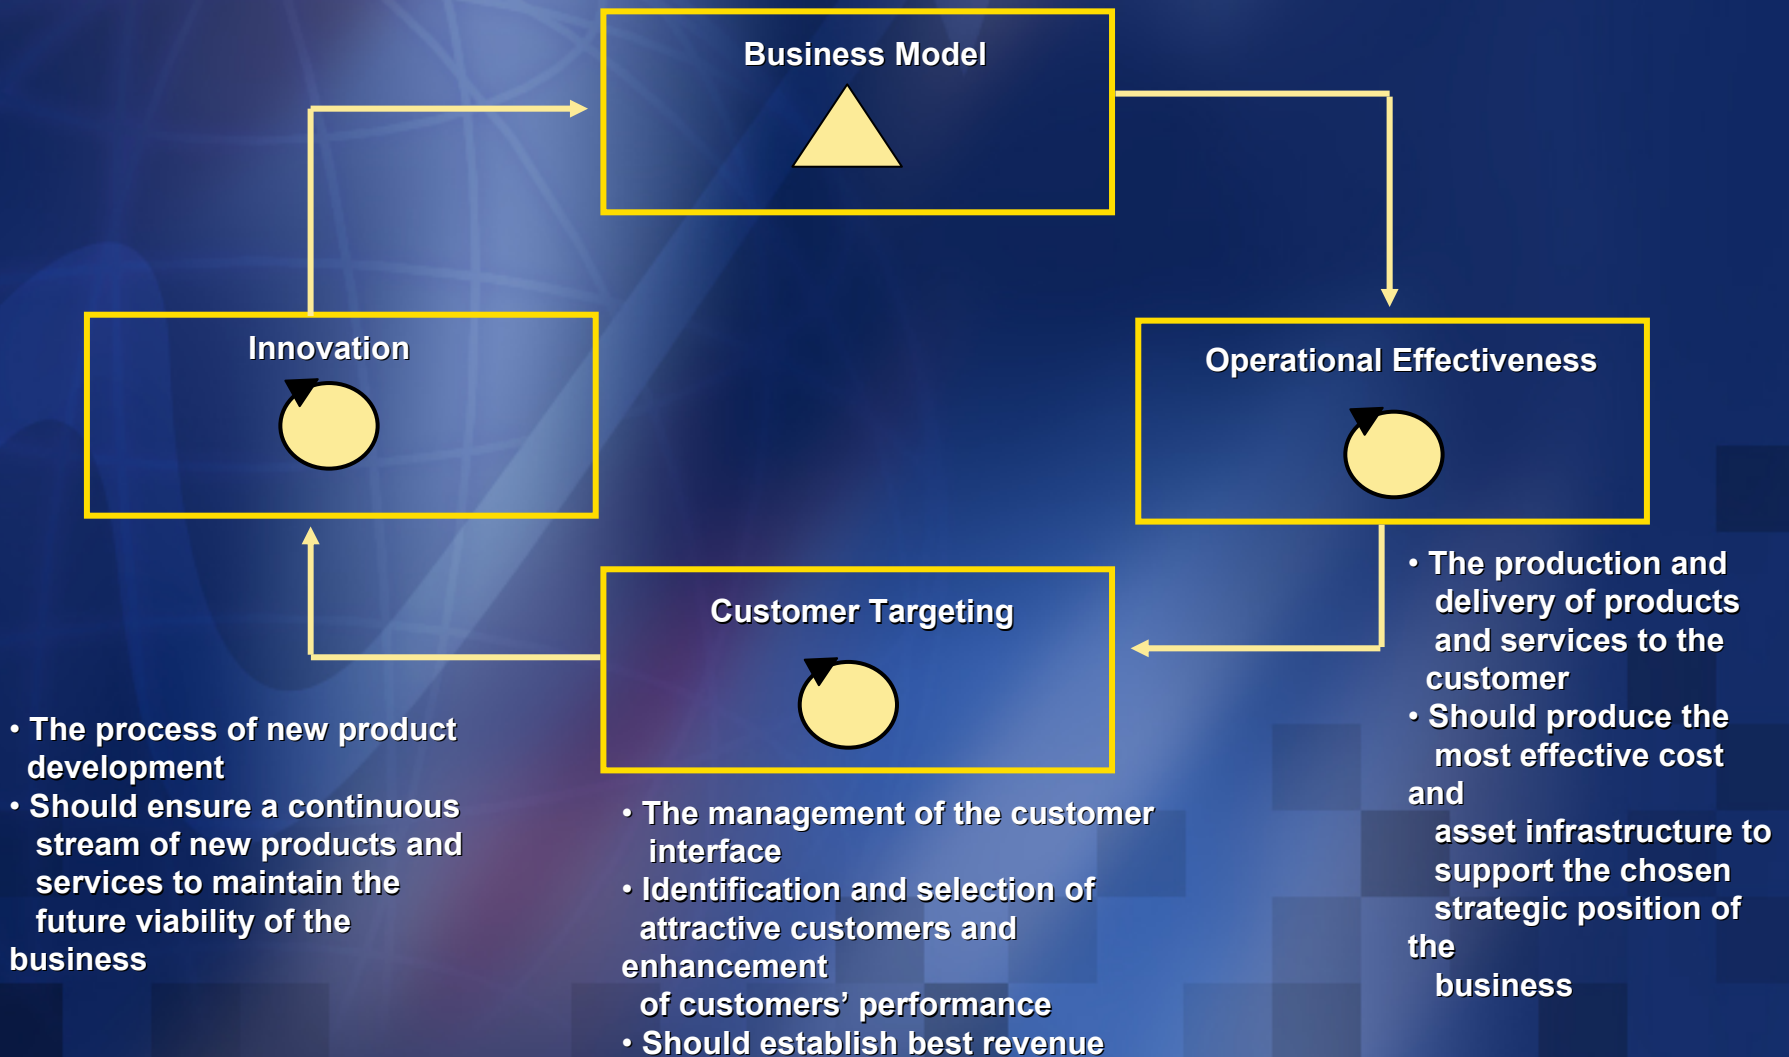 Business Model
Innovation
Operational Effectiveness
Customer Targeting
• The production and
delivery of products
and services to the
customer
• Should produce the
most effective cost
and
asset infrastructure to
support the chosen
strategic position of
the
business
• The process of new product
development
• Should ensure a continuous
stream of new products and
services to maintain the
future viability of the
business
• The management of the customer
interface
• Identification and selection of
attractive customers and
enhancement
of customers’ performance
• Should establish best revenue